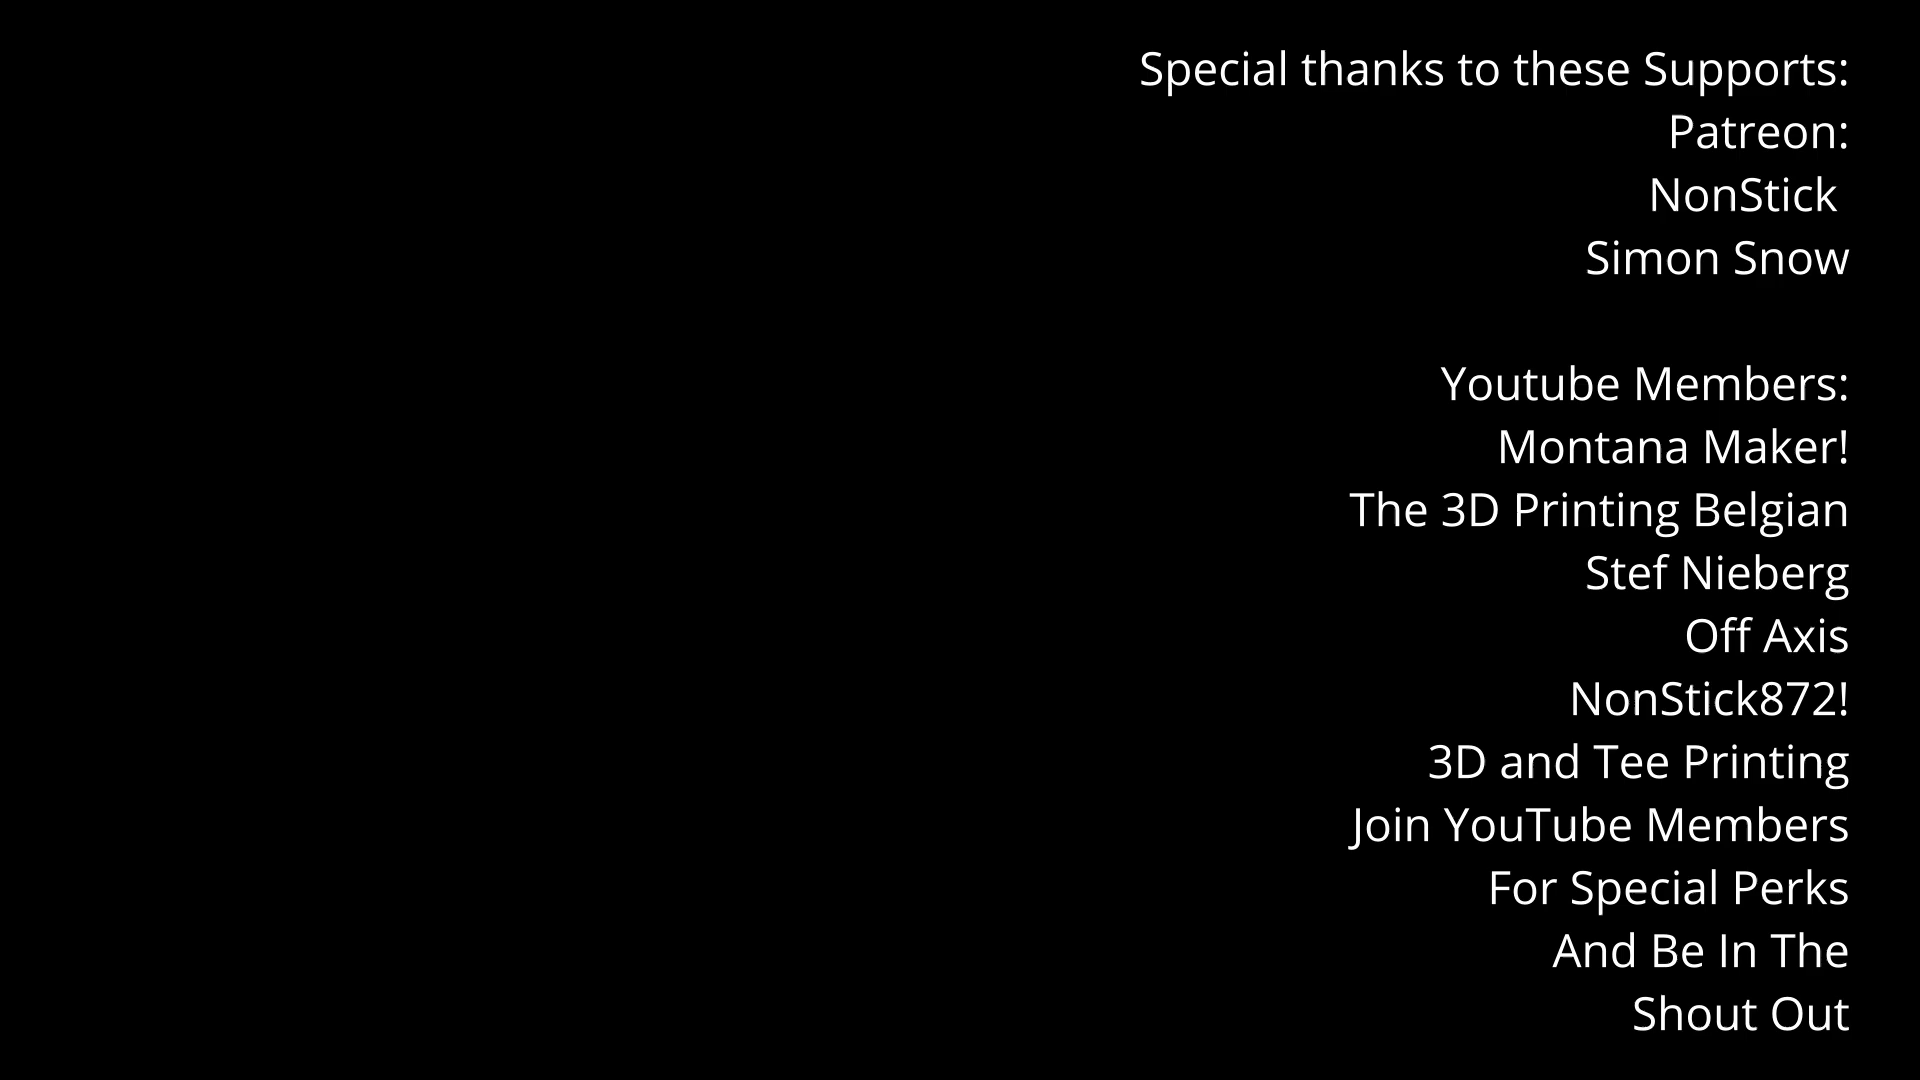 Special thanks to these Supports:
Patreon:
NonStick
Simon Snow
Youtube Members:
Montana Maker!
The 3D Printing Belgian
Stef Nieberg
Off Axis
NonStick872!
3D and Tee Printing
Join YouTube Members
For Special Perks
And Be In The
Shout Out